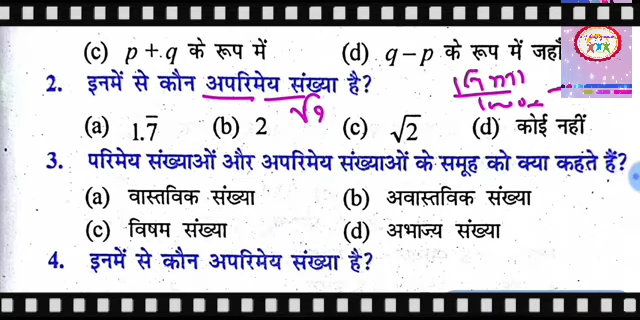 (c) p + q के रूप में (d) q – p के रूप में जहाँ
2. इनमें से कौन अपरिमेय संख्या है?
(a) 1.7̅ (b) 2 (c) √2 (d) कोई नहीं
3. परिमेय संख्याओं और अपरिमेय संख्याओं के समूह को क्या कहते हैं?
(a) वास्तविक संख्या (b) अवास्तविक संख्या
(c) विषम संख्या (d) अभाज्य संख्या
4. इनमें से कौन अपरिमेय संख्या है?